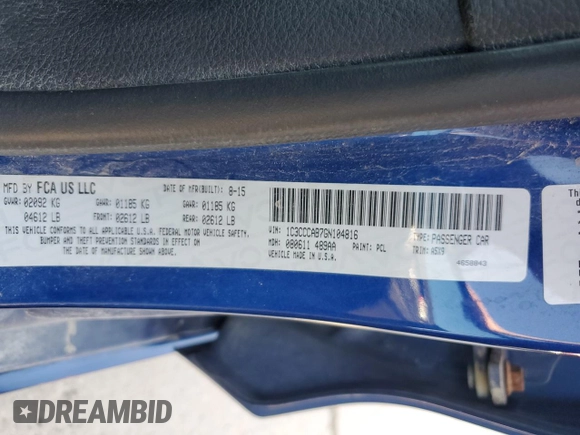 MFD BY FCA US LLC
DATE OF MFR(BUILT): 8-15
GVWR: 02092 KG GAWR: 01185 KG GAWR: 01185 KG
04612 LB FRONT: 02612 LB REAR: 02612 LB
THIS VEHICLE CONFORMS TO ALL APPLICABLE U.S.A. FEDERAL MOTOR VEHICLE SAFETY,
BUMPER AND THEFT PREVENTION STANDARDS IN EFFECT ON
THE DATE OF MANUFACTURE SHOWN ABOVE.
VIN: 1C3CCCAB7GN104816 TYPE: PASSENGER CAR
MDH: 080611 489AA PAINT: PCL TRIM: A5X9
VEHICLE MADE IN U.S.A. 4650043
This
DREAMBID